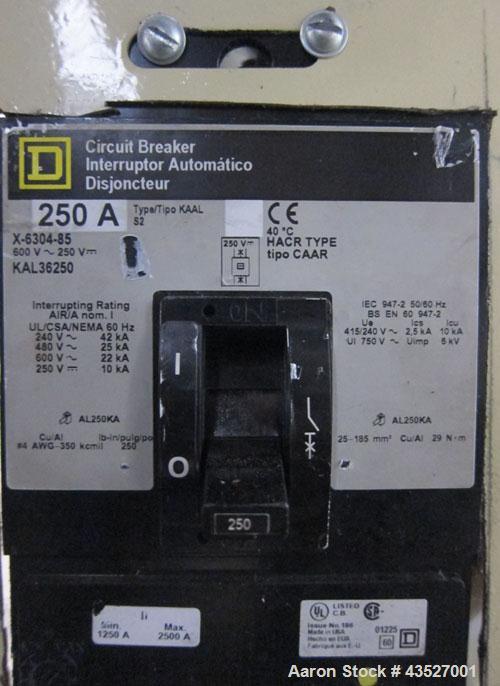 Circuit Breaker
Interruptor Automático
Disjoncteur
250 A
Type/Tipo KAAL
S2
CE
40 °C
HACR TYPE
tipo CAAR
X-6304-85
600 V ~ 250 V
KAL36250
250 V
Interrupting Rating
AIR/A nom. I
UL/CSA/NEMA 60 Hz
240 V ~ 42 kA
480 V ~ 25 kA
600 V ~ 22 kA
250 V 10 kA
IEC 947-2 50/60 Hz
BS EN 60 947-2
Ue Ics Icu
415/240 V ~ 2,5 kA 10 kA
Ui 750 V ~ Uimp 6 kV
ON
I
O
250
AL250KA
Cu/Al lb-in/pulg/po
#4 AWG-350 kcmil 250
AL250KA
25-185 mm² Cu/Al 29 N·m
Ii
Min. Max.
1250 A 2500 A
UL LISTED
C.B.
Issue No. 186
Made in USA
Hecho en EUA
Fabriqué aux E.-U.
01225
60
Aaron Stock # 43527001